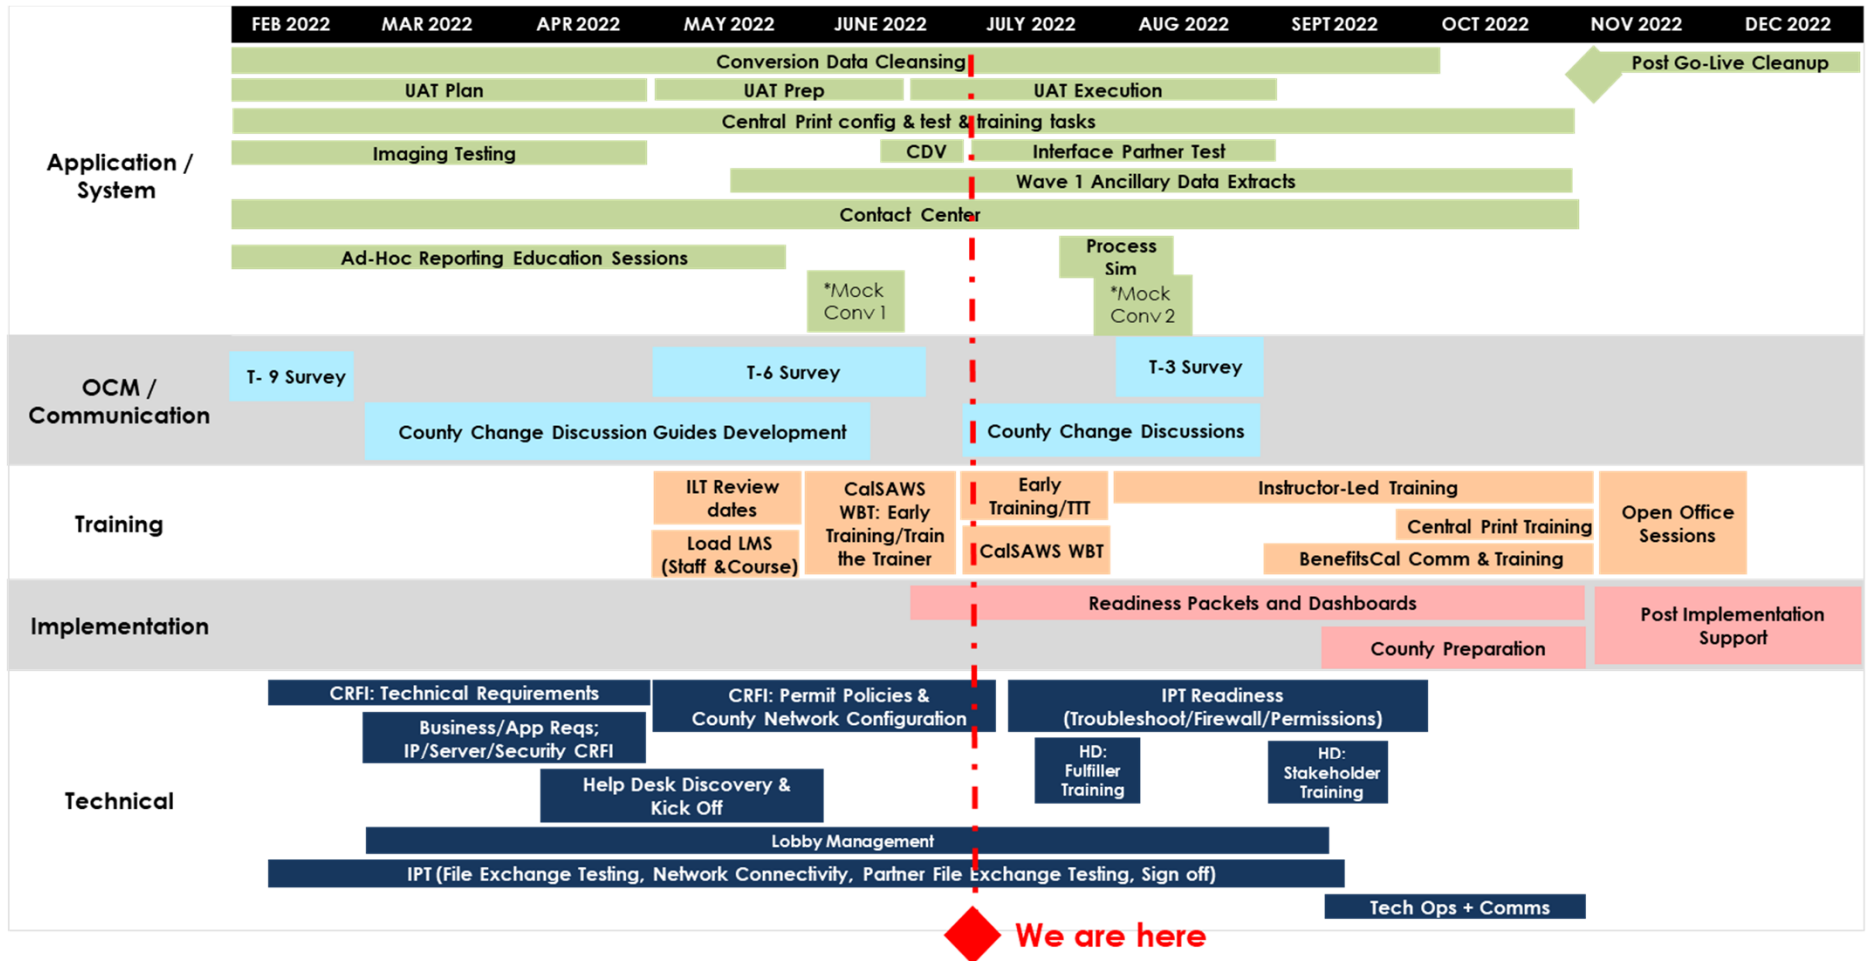 FEB 2022 MAR 2022 APR 2022 MAY 2022 JUNE 2022 JULY 2022 AUG 2022 SEPT 2022 OCT 2022 NOV 2022 DEC 2022
Application /
System
Conversion Data Cleansing
Post Go-Live Cleanup
UAT Plan
UAT Prep
UAT Execution
Central Print config & test & training tasks
Imaging Testing
CDV
Interface Partner Test
Wave 1 Ancillary Data Extracts
Contact Center
Ad-Hoc Reporting Education Sessions
Process
Sim
*Mock
Conv 1
*Mock
Conv 2
OCM /
Communication
T- 9 Survey
T-6 Survey
T-3 Survey
County Change Discussion Guides Development
County Change Discussions
Training
ILT Review
dates
Load LMS
(Staff &Course)
CalSAWS
WBT: Early
Training/Train
the Trainer
Early
Training/TTT
CalSAWS WBT
Instructor-Led Training
Central Print Training
BenefitsCal Comm & Training
Open Office
Sessions
Implementation
Readiness Packets and Dashboards
County Preparation
Post Implementation
Support
Technical
CRFI: Technical Requirements
CRFI: Permit Policies &
County Network Configuration
IPT Readiness
(Troubleshoot/Firewall/Permissions)
Business/App Reqs;
IP/Server/Security CRFI
HD:
Fulfiller
Training
HD:
Stakeholder
Training
Help Desk Discovery &
Kick Off
Lobby Management
IPT (File Exchange Testing, Network Connectivity, Partner File Exchange Testing, Sign off)
Tech Ops + Comms
We are here